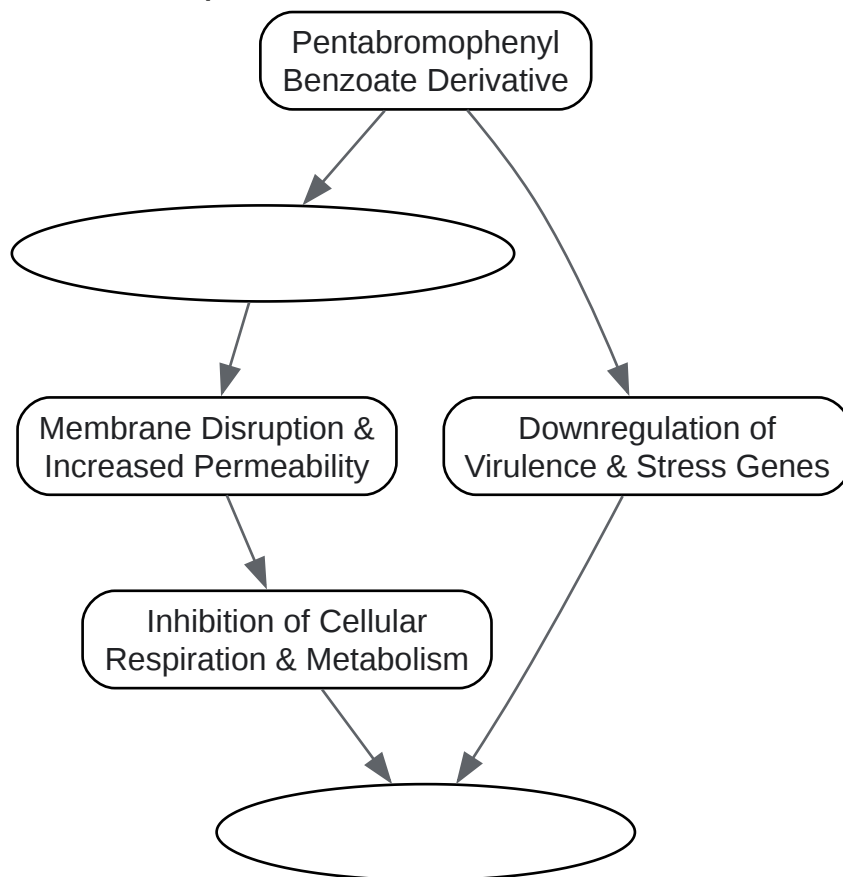 Pentabromophenyl
Benzoate Derivative
Membrane Disruption &
Increased Permeability
Downregulation of
Virulence & Stress Genes
Inhibition of Cellular
Respiration & Metabolism